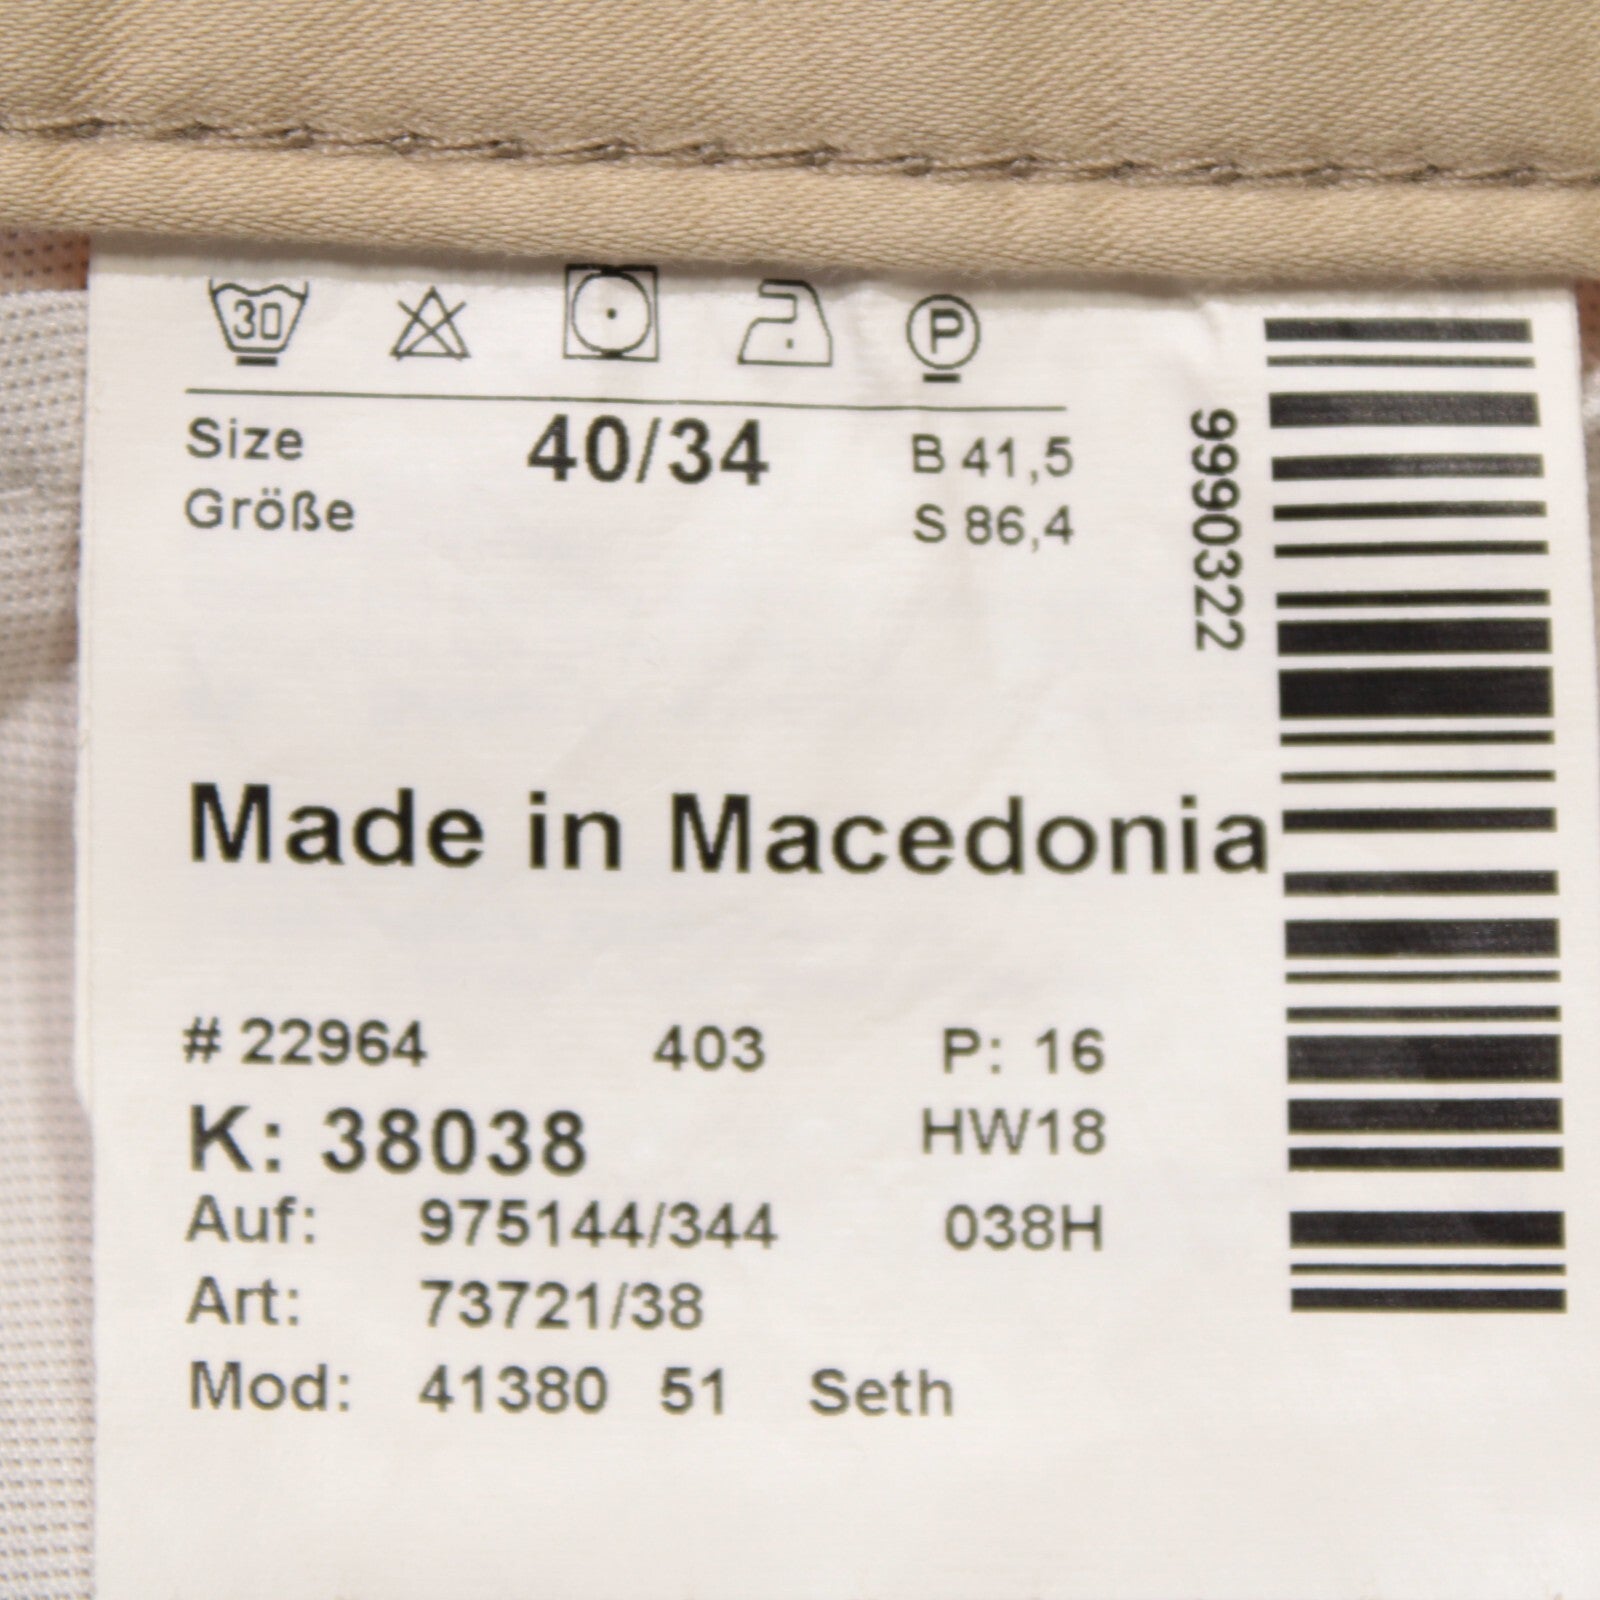 30
P
Size 40/34 B 41,5
Größe S 86,4
9990322
Made in Macedonia
# 22964 403 P: 16
K: 38038 HW18
Auf: 975144/344 038H
Art: 73721/38
Mod: 41380 51 Seth